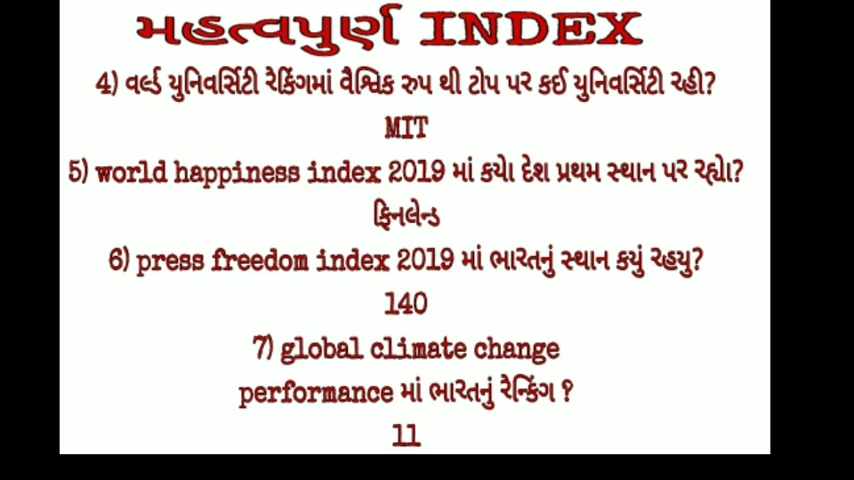 મહત્વપુર્ણ INDEX
4) વર્લ્ડ યુનિવર્સિટી રેકિંગમાં વૈશ્વિક રુપ થી ટોપ પર કઈ યુનિવર્સિટી રહી?
MIT
5) world happiness index 2019 માં કયો દેશ પ્રથમ સ્થાન પર રહ્યો?
ફિનલેન્ડ
6) press freedom index 2019 માં ભારતનું સ્થાન કયું રહયુ?
140
7) global climate change
performance માં ભારતનું રેન્કિંગ ?
11